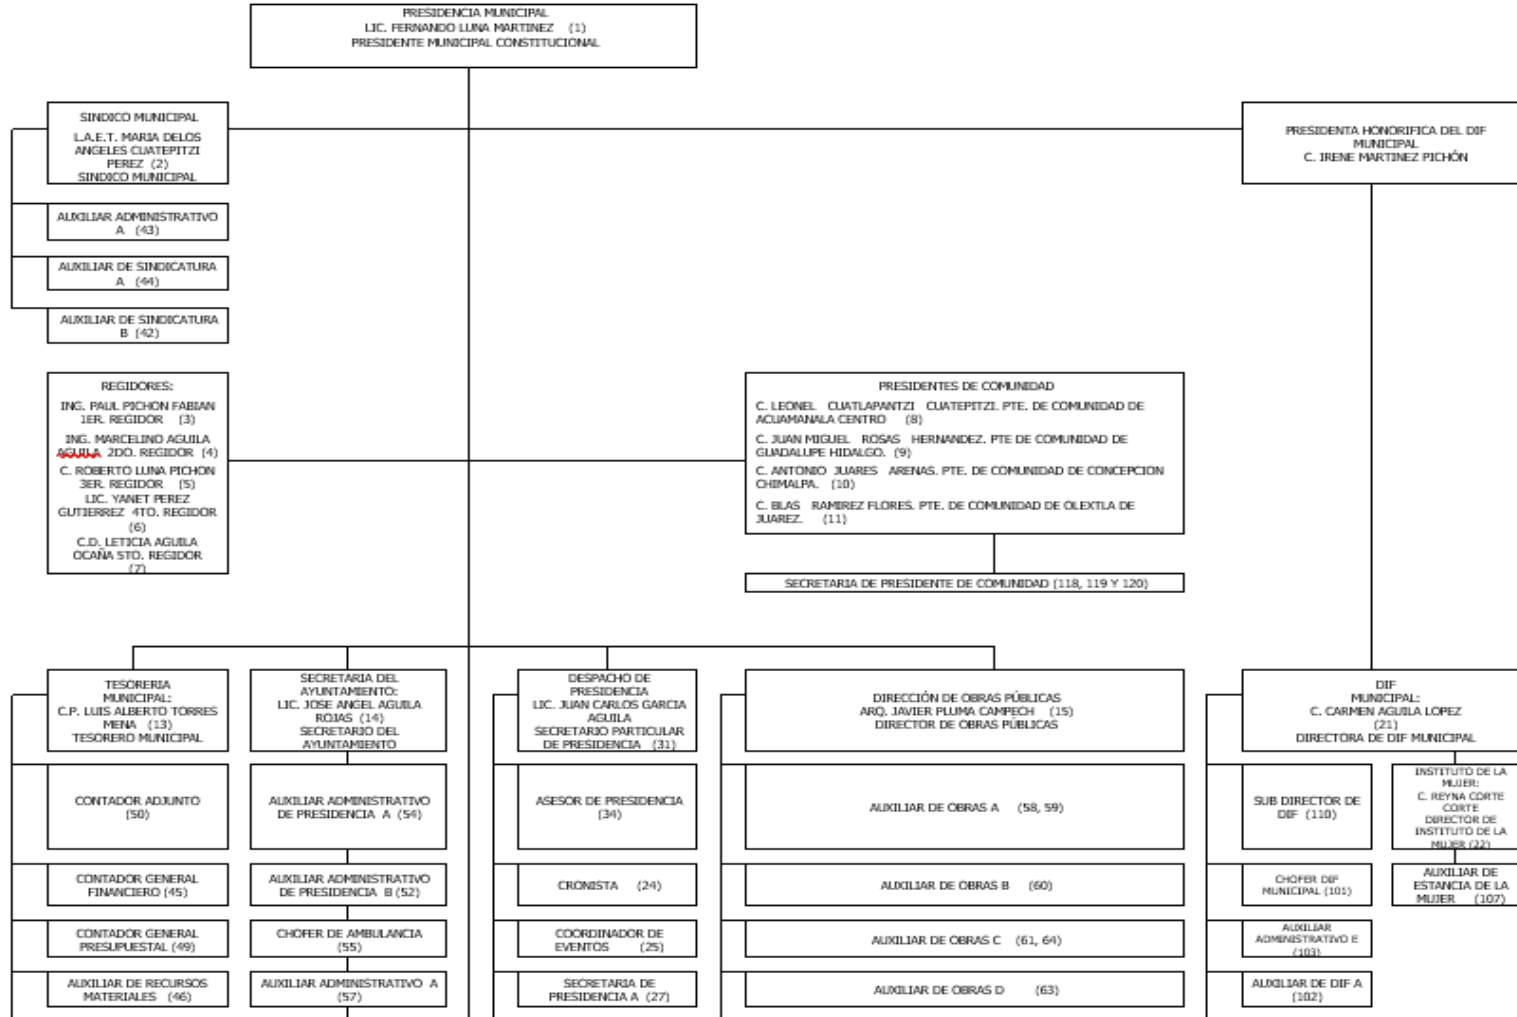 PRESIDENCIA MUNICIPAL
LIC. FERNANDO LUNA MARTINEZ (1)
PRESIDENTE MUNICIPAL CONSTITUCIONAL
SINDICO MUNICIPAL
L.A.E.T. MARIA DELOS
ANGELES CUATEPITZI
PEREZ (2)
SINDICO MUNICIPAL
PRESIDENTA HONORIFICA DEL DIF
MUNICIPAL
C. IRENE MARTINEZ PICHÓN
AUXILIAR ADMINISTRATIVO
A (43)
AUXILIAR DE SINDICATURA
A (44)
AUXILIAR DE SINDICATURA
B (42)
REGIDORES:
ING. PAUL PICHON FABIAN
1ER. REGIDOR (3)
ING. MARCELINO AGUILA
AGUILA 2DO. REGIDOR (4)
C. ROBERTO LUNA PICHON
3ER. REGIDOR (5)
LIC. YANET PEREZ
GUTIERREZ 4TO. REGIDOR
(6)
C.D. LETICIA AGUILA
OCAÑA 5TO. REGIDOR
(7)
PRESIDENTES DE COMUNIDAD
C. LEONEL CUATLAPANTZI CUATEPITZI. PTE. DE COMUNIDAD DE
ACUAMANALA CENTRO (8)
C. JUAN MIGUEL ROSAS HERNANDEZ. PTE DE COMUNIDAD DE
GUADALUPE HIDALGO. (9)
C. ANTONIO JUARES ARENAS. PTE. DE COMUNIDAD DE CONCEPCION
CHIMALPA. (10)
C. BLAS RAMIREZ FLORES. PTE. DE COMUNIDAD DE OLEXTLA DE
JUAREZ. (11)
SECRETARIA DE PRESIDENTE DE COMUNIDAD (118, 119 Y 120)
TESORERIA
MUNICIPAL:
C.P. LUIS ALBERTO TORRES
MENA (13)
TESORERO MUNICIPAL
SECRETARIA DEL
AYUNTAMIENTO:
LIC. JOSE ANGEL AGUILA
ROJAS (14)
SECRETARIO DEL
AYUNTAMIENTO
DESPACHO DE
PRESIDENCIA
LIC. JUAN CARLOS GARCIA
AGUILA
SECRETARIO PARTICULAR
DE PRESIDENCIA (31)
DIRECCIÓN DE OBRAS PÚBLICAS
ARQ. JAVIER PLUMA CAMPECH (15)
DIRECTOR DE OBRAS PÚBLICAS
DIF
MUNICIPAL:
C. CARMEN AGUILA LOPEZ
(21)
DIRECTORA DE DIF MUNICIPAL
CONTADOR ADJUNTO
(50)
AUXILIAR ADMINISTRATIVO
DE PRESIDENCIA A (54)
ASESOR DE PRESIDENCIA
(34)
AUXILIAR DE OBRAS A (58, 59)
SUB DIRECTOR DE
DIF (110)
INSTITUTO DE LA
MUJER:
C. REYNA CORTE
CORTE
DIRECTOR DE
INSTITUTO DE LA
MUJER (22)
CONTADOR GENERAL
FINANCIERO (45)
AUXILIAR ADMINISTRATIVO
DE PRESIDENCIA B (52)
CRONISTA (24)
AUXILIAR DE OBRAS B (60)
CHOFER DIF
MUNICIPAL (101)
AUXILIAR DE
ESTANCIA DE LA
MUJER (107)
CONTADOR GENERAL
PRESUPUESTAL (49)
CHOFER DE AMBULANCIA
(55)
COORDINADOR DE
EVENTOS (25)
AUXILIAR DE OBRAS C (61, 64)
AUXILIAR
ADMINISTRATIVO E
(103)
AUXILIAR DE RECURSOS
MATERIALES (46)
AUXILIAR ADMINISTRATIVO A
(57)
SECRETARIA DE
PRESIDENCIA A (27)
AUXILIAR DE OBRAS D (63)
AUXILIAR DE DIF A
(102)